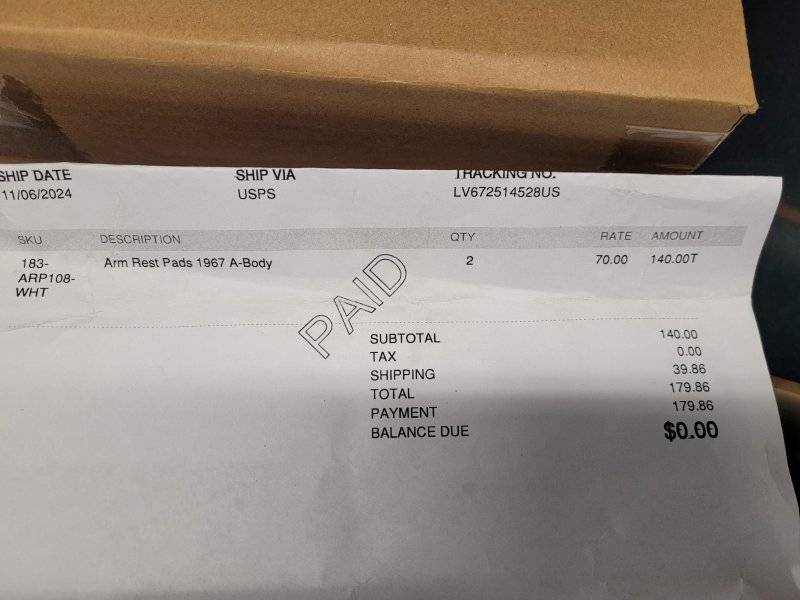 SHIP DATE SHIP VIA TRACKING NO.
11/06/2024 USPS LV672514528US
SKU DESCRIPTION QTY RATE AMOUNT
183- Arm Rest Pads 1967 A-Body 2 70.00 140.00T
ARP108-
WHT
PAID
SUBTOTAL 140.00
TAX 0.00
SHIPPING 39.86
TOTAL 179.86
PAYMENT 179.86
BALANCE DUE $0.00